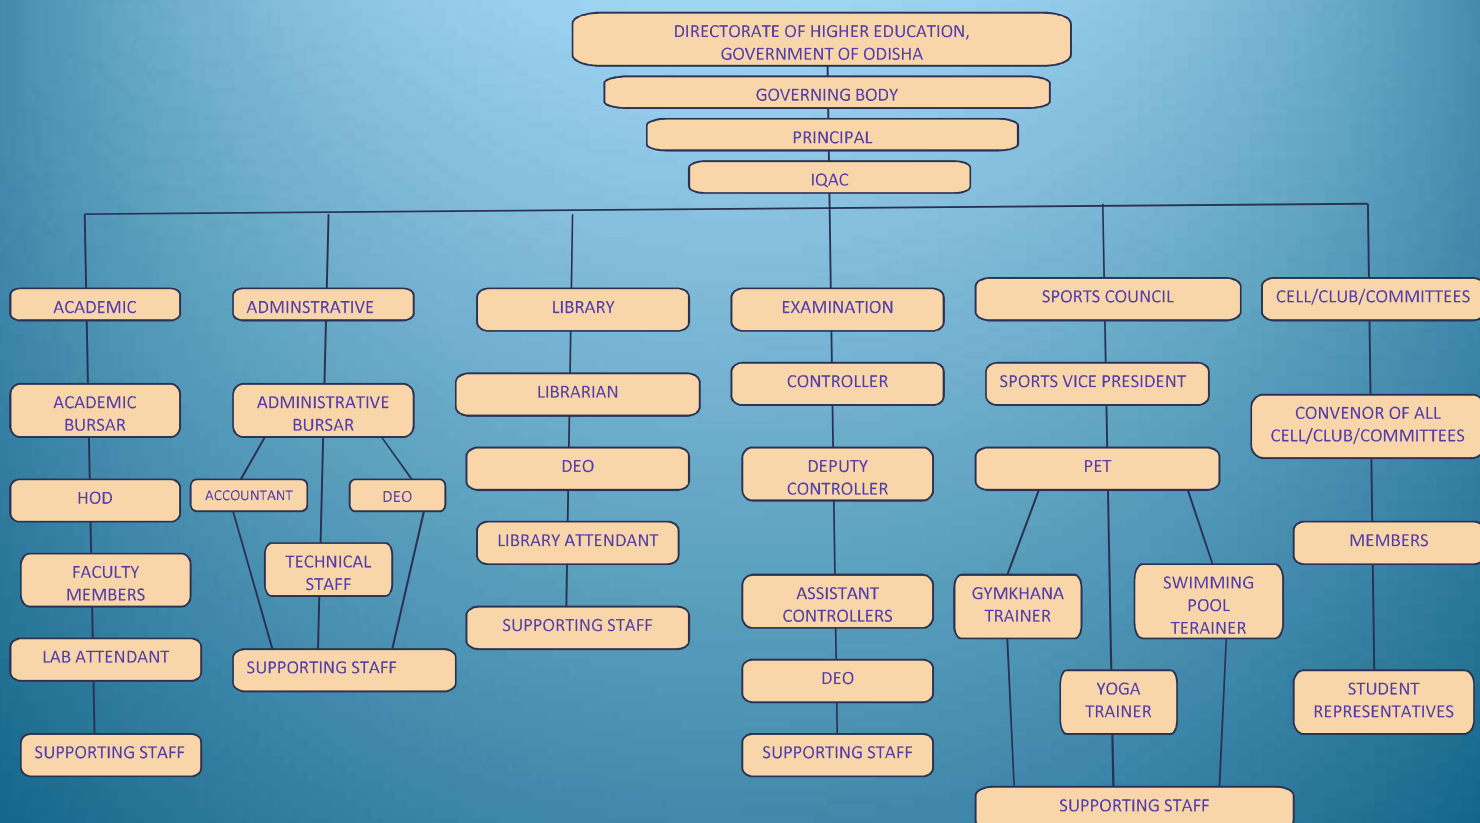 DIRECTORATE OF HIGHER EDUCATION,
GOVERNMENT OF ODISHA
GOVERNING BODY
PRINCIPAL
IQAC
ACADEMIC
ACADEMIC
BURSAR
HOD
FACULTY
MEMBERS
LAB ATTENDANT
SUPPORTING STAFF
ADMINSTRATIVE
ADMINISTRATIVE
BURSAR
ACCOUNTANT
DEO
TECHNICAL
STAFF
SUPPORTING STAFF
LIBRARY
LIBRARIAN
DEO
LIBRARY ATTENDANT
SUPPORTING STAFF
EXAMINATION
CONTROLLER
DEPUTY
CONTROLLER
ASSISTANT
CONTROLLERS
DEO
SUPPORTING STAFF
SPORTS COUNCIL
SPORTS VICE PRESIDENT
PET
GYMKHANA
TRAINER
YOGA
TRAINER
SWIMMING
POOL
TERAINER
SUPPORTING STAFF
CELL/CLUB/COMMITTEES
CONVENOR OF ALL
CELL/CLUB/COMMITTEES
MEMBERS
STUDENT
REPRESENTATIVES